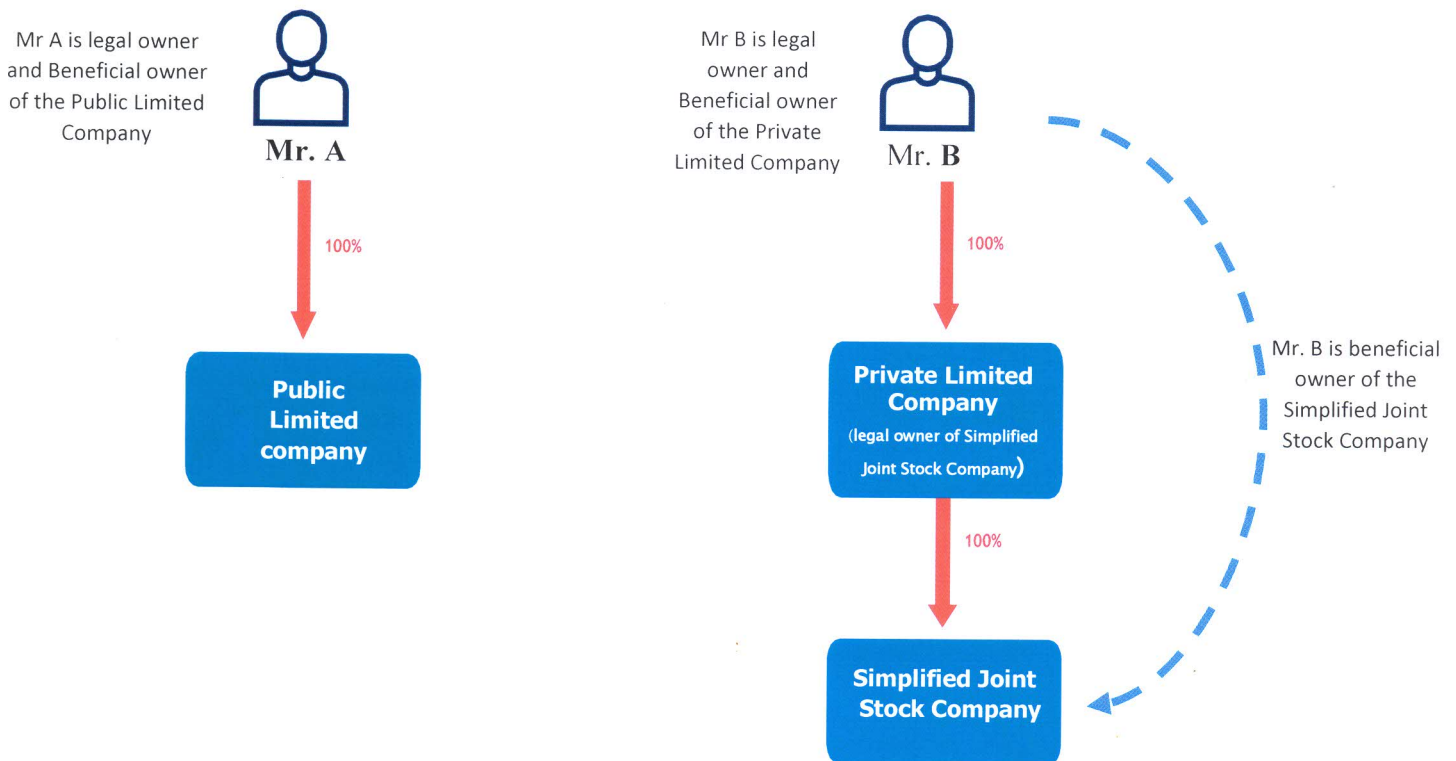 Mr A is legal owner
and Beneficial owner
of the Public Limited
Company
Mr. A
100%
Public
Limited
company
Mr B is legal
owner and
Beneficial owner
of the Private
Limited Company
Mr. B
100%
Private Limited
Company
(legal owner of Simplified
Joint Stock Company)
100%
Simplified Joint
Stock Company
Mr. B is beneficial
owner of the
Simplified Joint
Stock Company